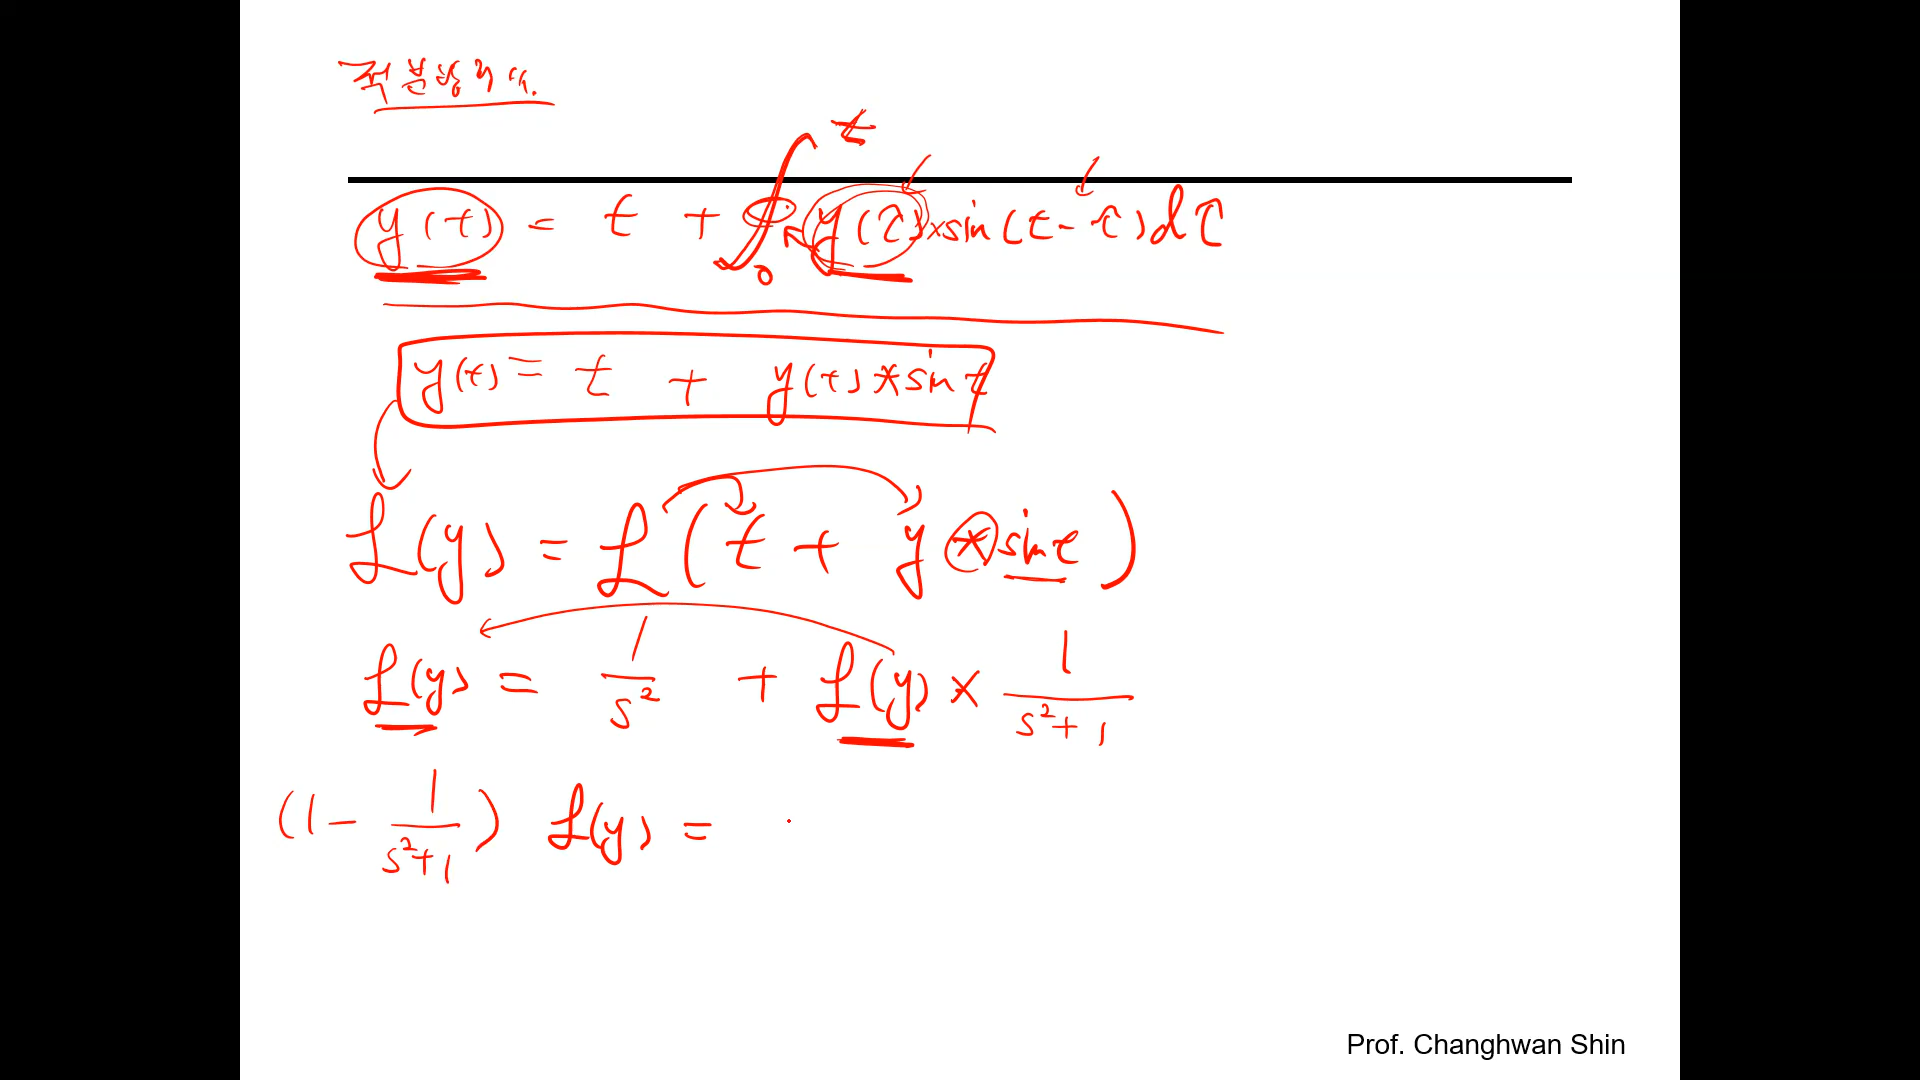 적분방정식.
y(t) = t + ∫₀ᵗ y(τ) × sin(t-τ) dτ
y(t) = t + y(t) * sin t
ℒ(y) = ℒ(t + y * sin t)
ℒ(y) = 1/s² + ℒ(y) × 1/(s²+1)
(1 - 1/(s²+1)) ℒ(y) =
Prof. Changhwan Shin